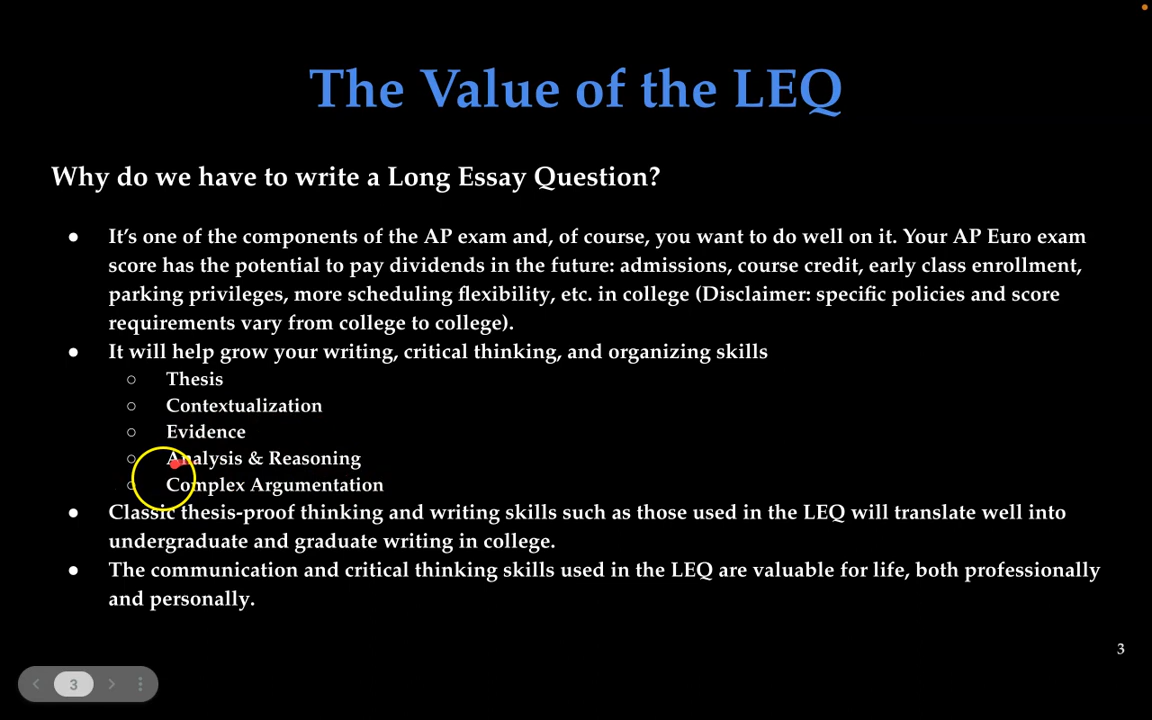 The Value of the LEQ
Why do we have to write a Long Essay Question?
● It’s one of the components of the AP exam and, of course, you want to do well on it. Your AP Euro exam
score has the potential to pay dividends in the future: admissions, course credit, early class enrollment,
parking privileges, more scheduling flexibility, etc. in college (Disclaimer: specific policies and score
requirements vary from college to college).
● It will help grow your writing, critical thinking, and organizing skills
○ Thesis
○ Contextualization
○ Evidence
○ Analysis & Reasoning
○ Complex Argumentation
● Classic thesis-proof thinking and writing skills such as those used in the LEQ will translate well into
undergraduate and graduate writing in college.
● The communication and critical thinking skills used in the LEQ are valuable for life, both professionally
and personally.
3
3